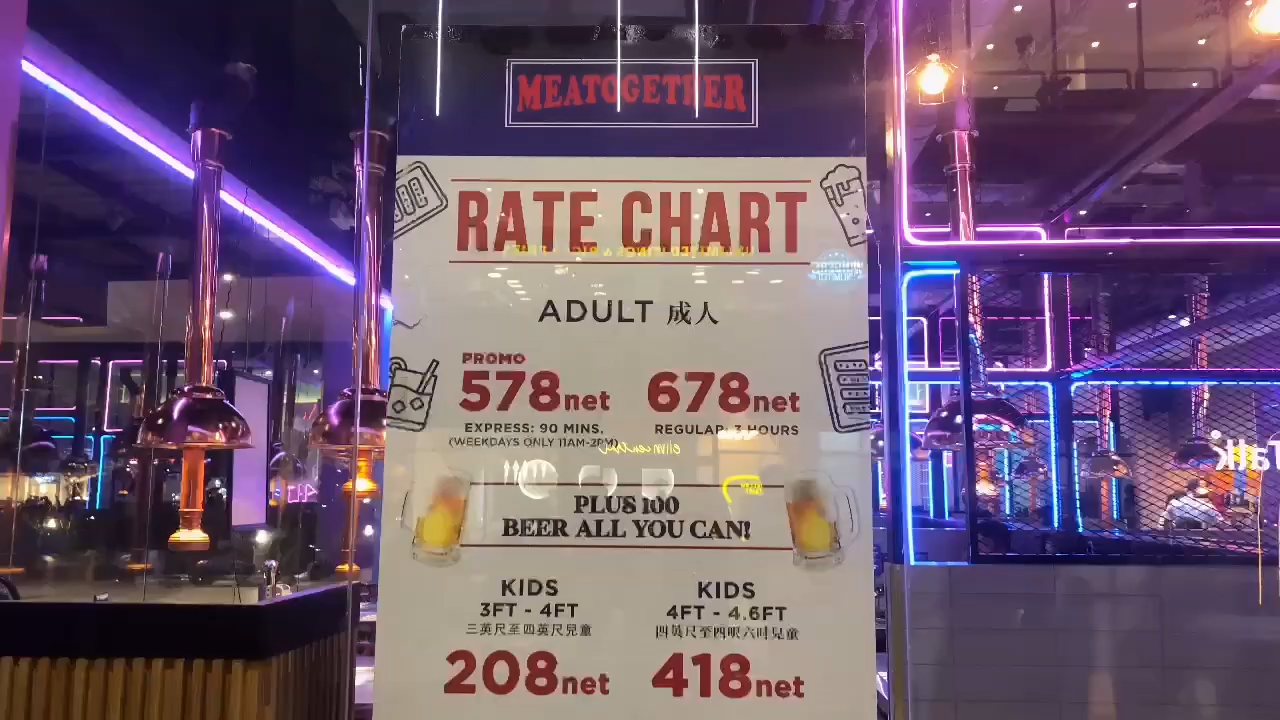 MEATOGETHER
RATE CHART
ADULT 成人
PROMO
578net
EXPRESS: 90 MINS.
(WEEKDAYS ONLY 11AM-2PM)
678net
REGULAR: 3 HOURS
PLUS 100
BEER ALL YOU CAN!
KIDS
3FT - 4FT
三英尺至四英尺兒童
208net
KIDS
4FT - 4.6FT
四英尺至四呎六吋兒童
418net